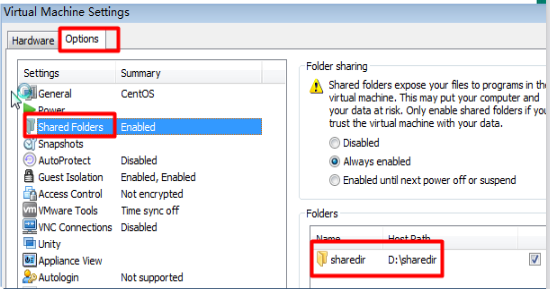 Virtual Machine Settings
Hardware Options
Settings Summary
General CentOS
Power
Shared Folders Enabled
Snapshots
AutoProtect Disabled
Guest Isolation Enabled, Enabled
Access Control Not encrypted
VMware Tools Time sync off
VNC Connections Disabled
Unity
Appliance View
Autologin Not supported
Folder sharing
Shared folders expose your files to programs in the
virtual machine. This may put your computer and
your data at risk. Only enable shared folders if you
trust the virtual machine with your data.
Disabled
Always enabled
Enabled until next power off or suspend
Folders
Name Host Path
sharedir D:\sharedir